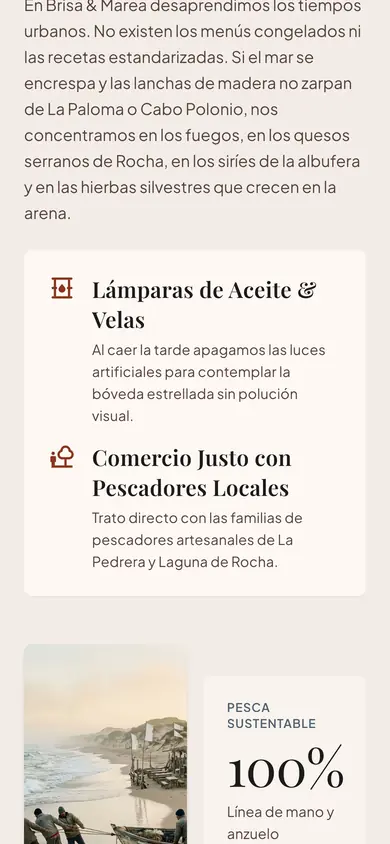 En Brisa & Marea desaprendimos los tiempos
urbanos. No existen los menús congelados ni
las recetas estandarizadas. Si el mar se
encrespa y las lanchas de madera no zarpan
de La Paloma o Cabo Polonio, nos
concentramos en los fuegos, en los quesos
serranos de Rocha, en los siríes de la albufera
y en las hierbas silvestres que crecen en la
arena.
Lámparas de Aceite &
Velas
Al caer la tarde apagamos las luces
artificiales para contemplar la
bóveda estrellada sin polución
visual.
Comercio Justo con
Pescadores Locales
Trato directo con las familias de
pescadores artesanales de La
Pedrera y Laguna de Rocha.
PESCA
SUSTENTABLE
100%
Línea de mano y
anzuelo